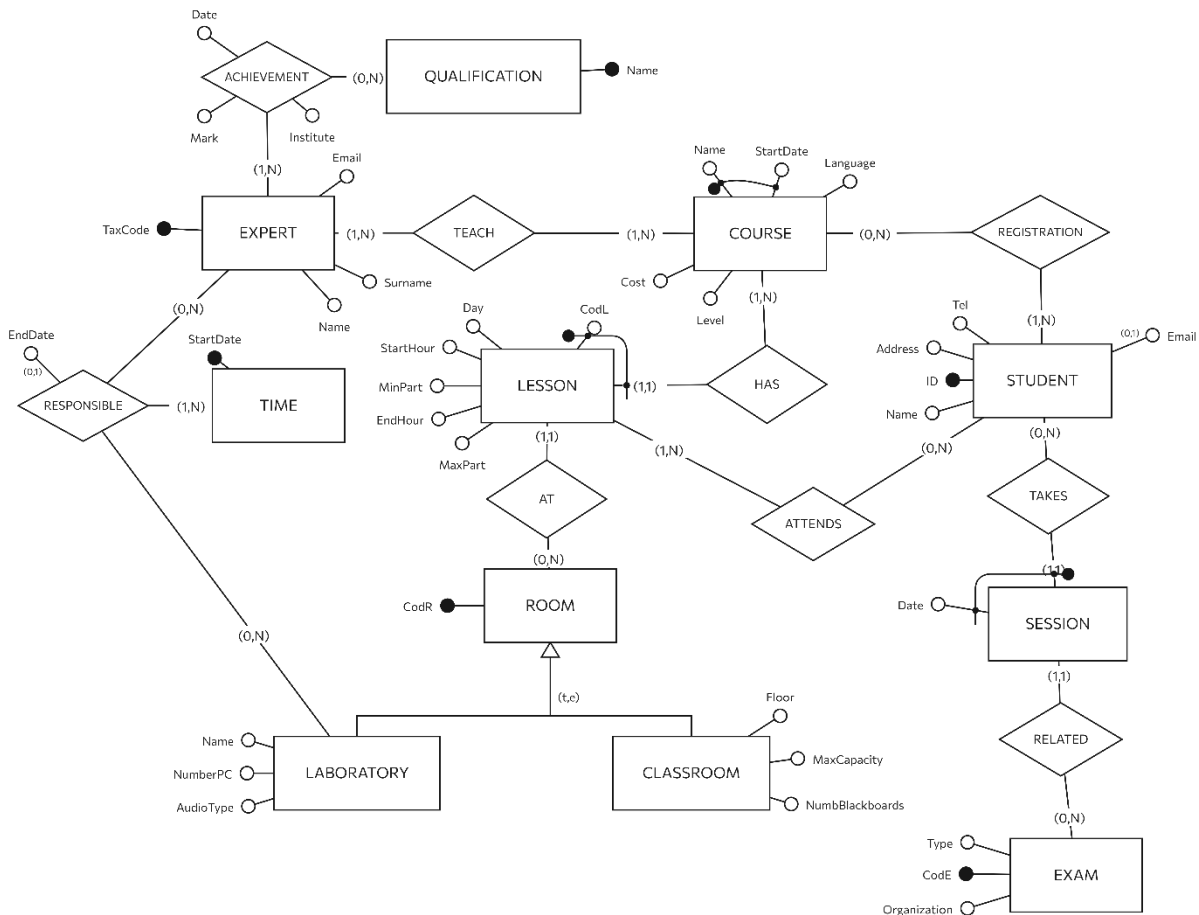 Date
ACHIEVEMENT
(0,N)
QUALIFICATION
Name
Mark
Institute
(1,N)
Email
TaxCode
EXPERT
(1,N)
TEACH
(1,N)
Name
StartDate
Language
COURSE
(0,N)
REGISTRATION
Surname
Name
Cost
Level
(1,N)
(0,N)
EndDate
(0,1)
StartDate
RESPONSIBLE
(1,N)
TIME
Day
CodL
StartHour
MinPart
LESSON
(1,1)
HAS
EndHour
MaxPart
(1,1)
(1,N)
Tel
(1,N)
(0,1)
Email
Address
ID
STUDENT
Name
(0,N)
(0,N)
AT
ATTENDS
TAKES
(0,N)
(1,1)
CodR
ROOM
Date
SESSION
(0,N)
(1,1)
(t,e)
Name
NumberPC
LABORATORY
AudioType
Floor
CLASSROOM
MaxCapacity
NumbBlackboards
RELATED
(0,N)
Type
CodE
EXAM
Organization